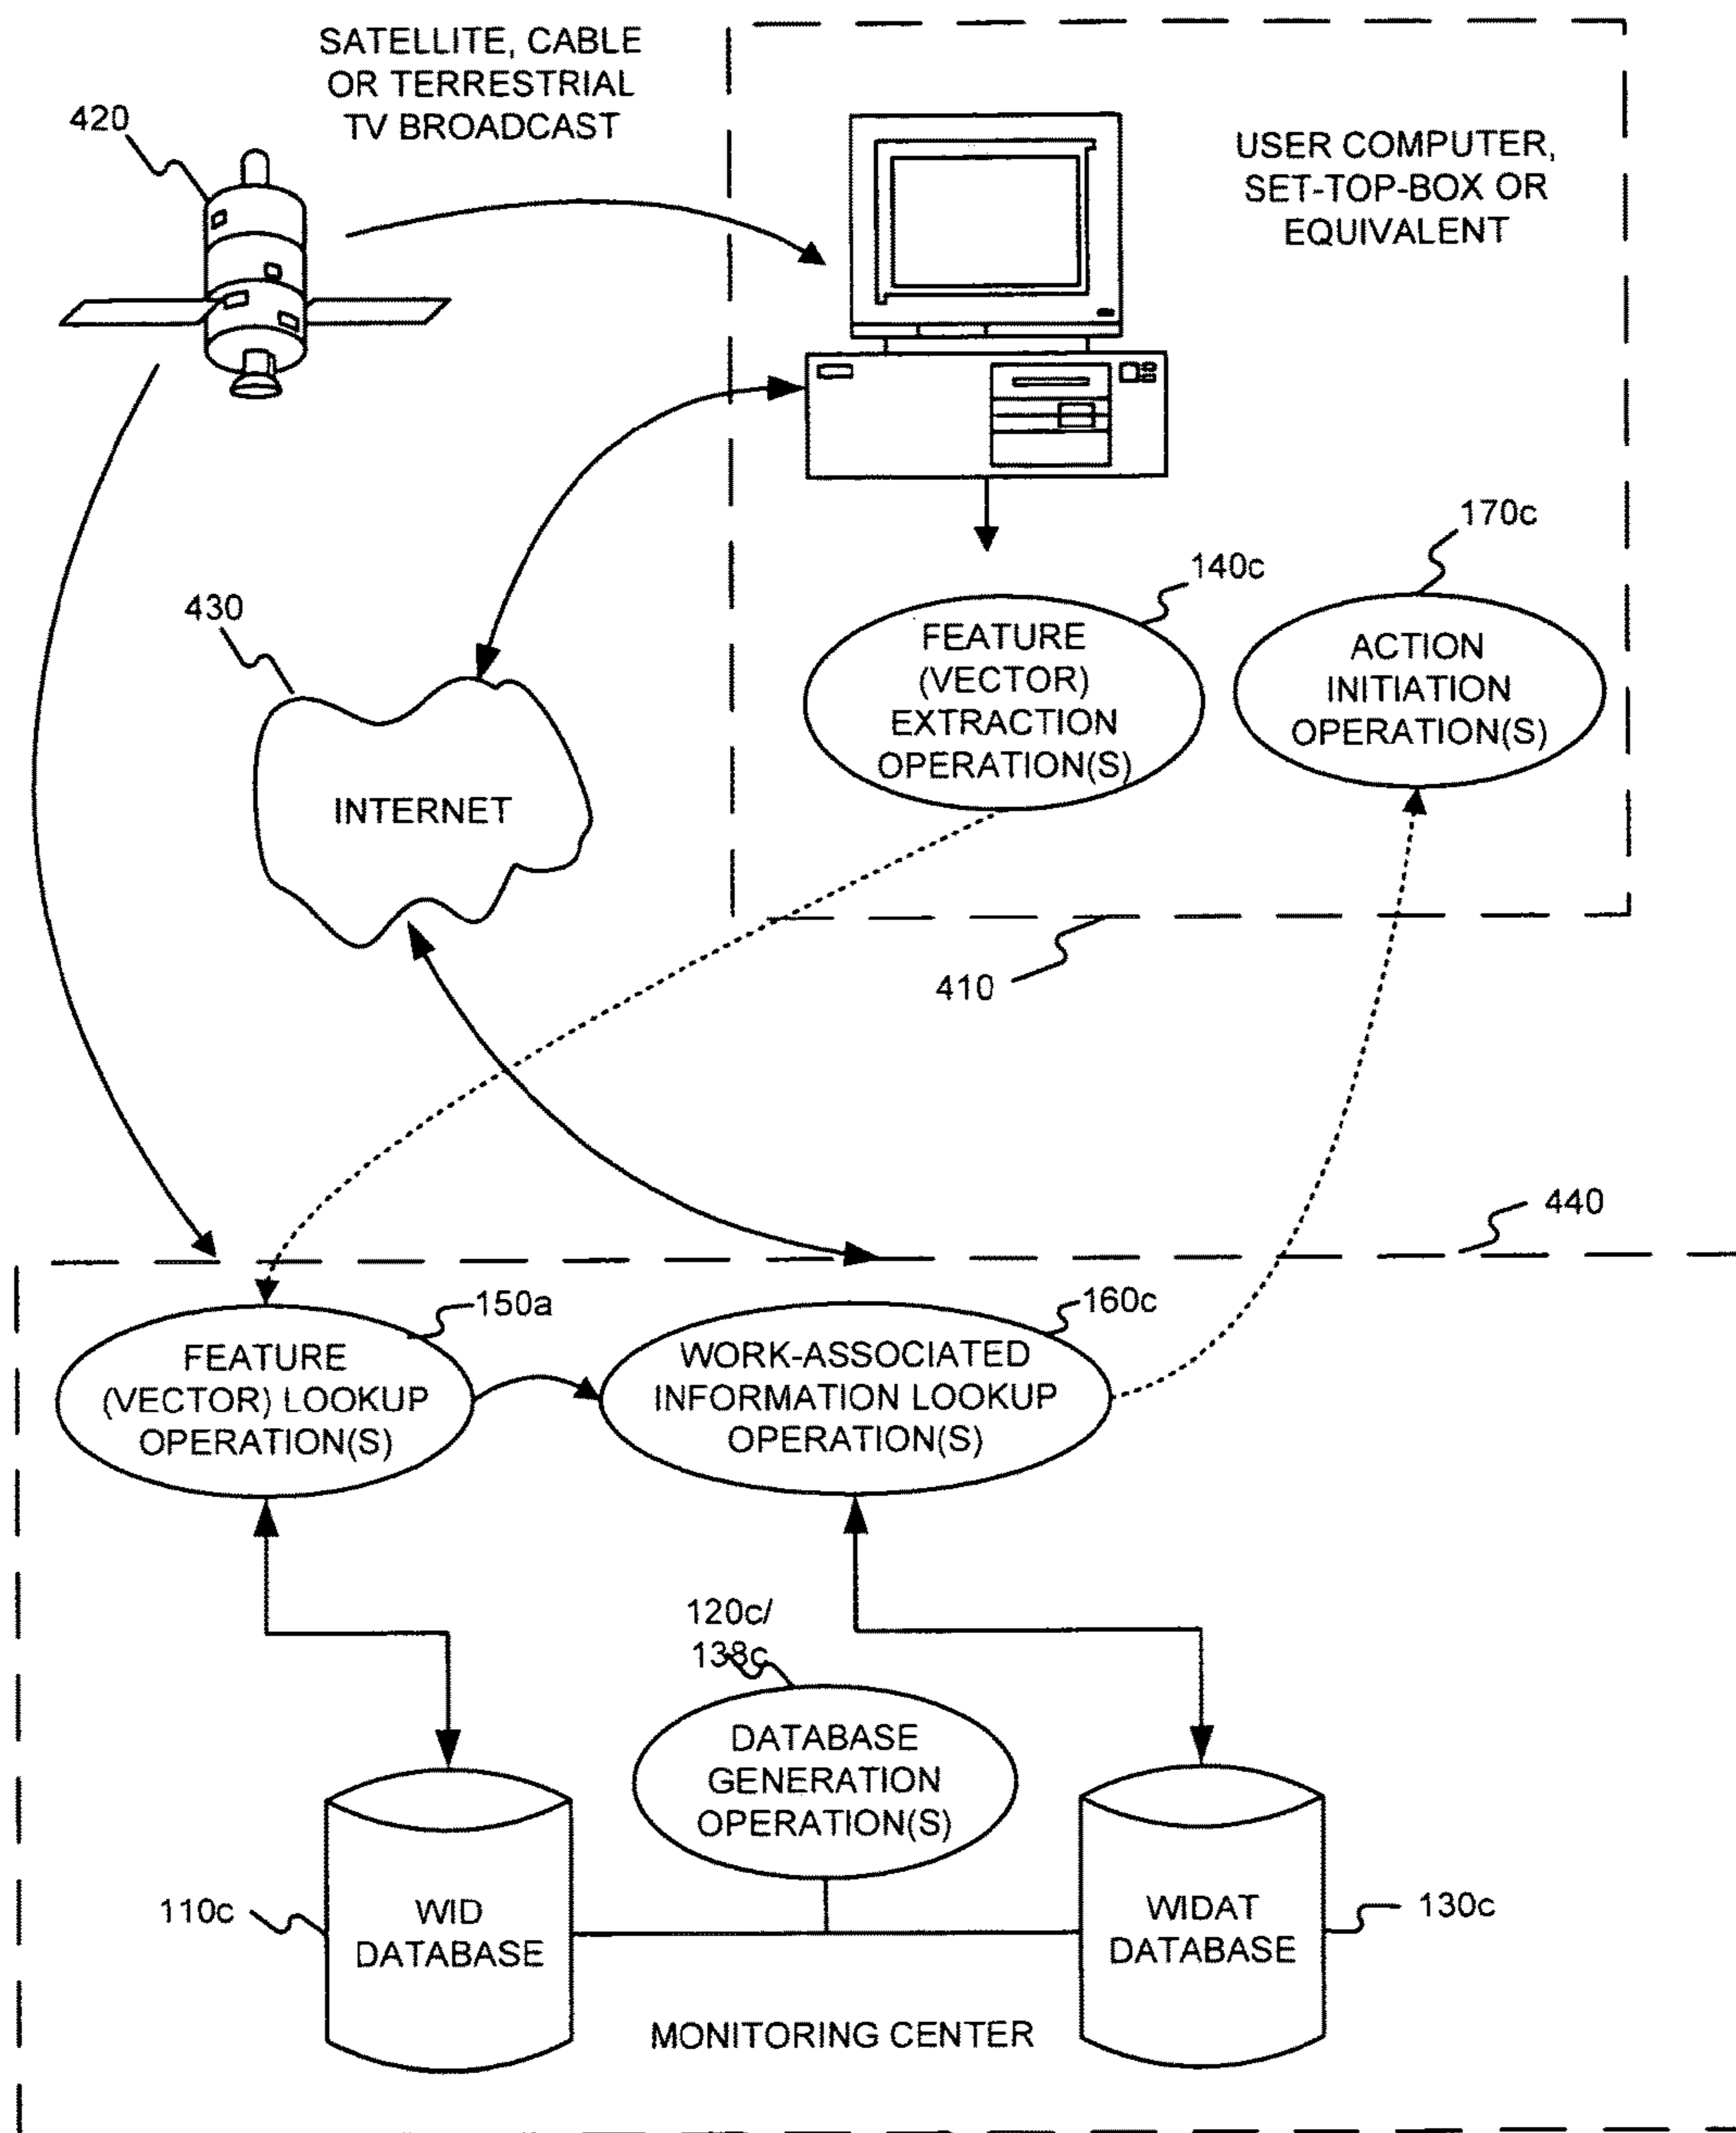 SATELLITE, CABLE
OR TERRESTRIAL
TV BROADCAST
420
USER COMPUTER,
SET-TOP-BOX OR
EQUIVALENT
170c
140c
430
FEATURE
(VECTOR)
EXTRACTION
OPERATION(S)
ACTION
INITIATION
OPERATION(S)
INTERNET
410
440
150a
160c
FEATURE
(VECTOR) LOOKUP
OPERATION(S)
WORK-ASSOCIATED
INFORMATION LOOKUP
OPERATION(S)
120c/
138c
DATABASE
GENERATION
OPERATION(S)
110c
WID
DATABASE
WIDAT
DATABASE
130c
MONITORING CENTER